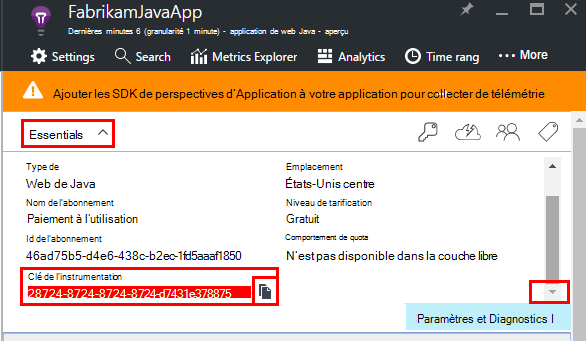 FabrikamJavaApp
Dernières minutes 6 (granularité 1 minute) - application de web Java - aperçu
Settings Search Metrics Explorer Analytics Time rang ••• More
Ajouter les SDK de perspectives d'Application à votre application pour collecter de télémétrie
Essentials
Type de
Web de Java
Emplacement
États-Unis centre
Nom de l'abonnement
Paiement à l'utilisation
Niveau de tarification
Gratuit
Id de l'abonnement
46ad75b5-d4e6-438c-b2ec-1fd5aaaf1850
Comportement de quota
N'est pas disponible dans la couche libre
Clé de l'instrumentation
28724-8724-8724-8724-d7431e378875
Paramètres et Diagnostics I